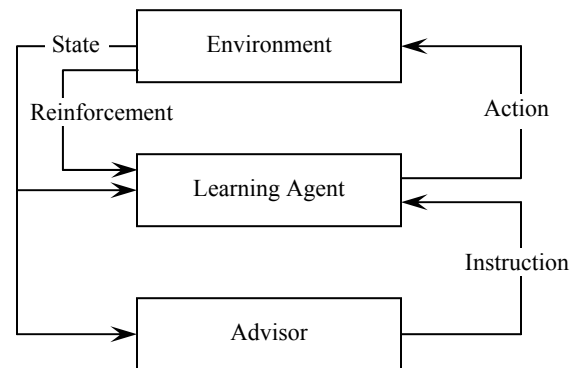 State
Environment
Reinforcement
Action
Learning Agent
Instruction
Advisor